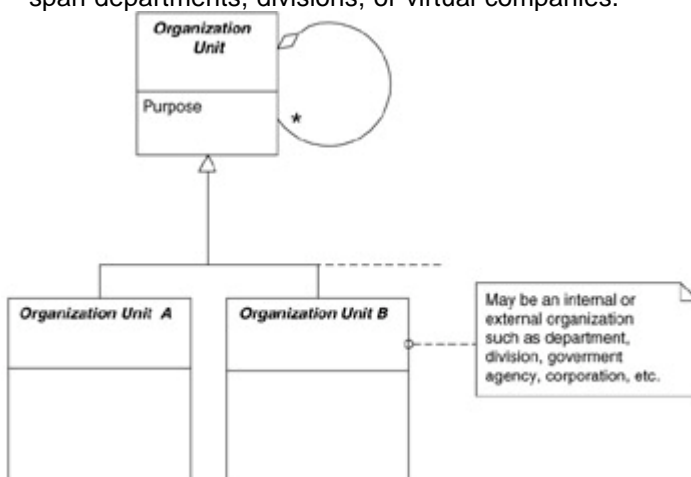 span departments, divisions, or virtual companies.
Organization
Unit
Purpose
*
Organization Unit A
Organization Unit B
May be an internal or
external organization
such as department,
division, goverment
agency, corporation, etc.